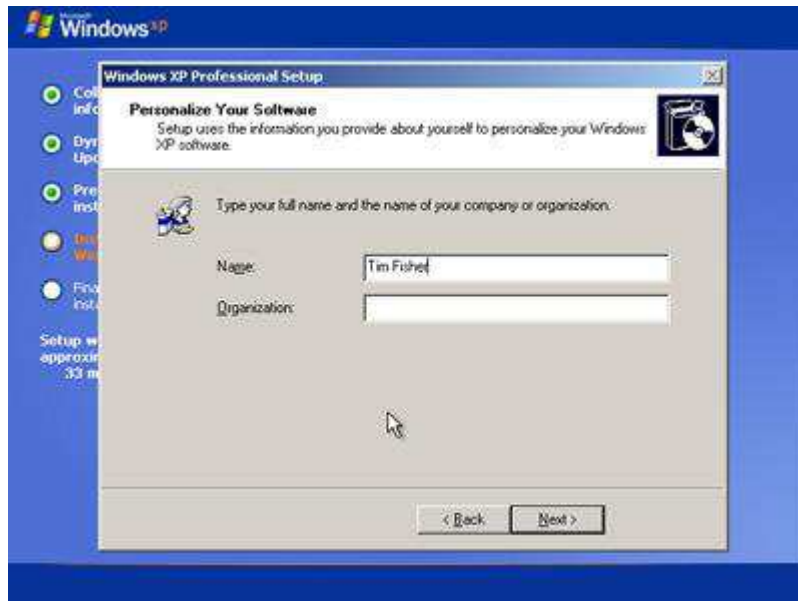 Microsoft
Windows xp
Windows XP Professional Setup
Personalize Your Software
Setup uses the information you provide about yourself to personalize your Windows
XP software.
Type your full name and the name of your company or organization.
Name:
Tim Fisher
Organization:
Setup
33
< Back
Next >